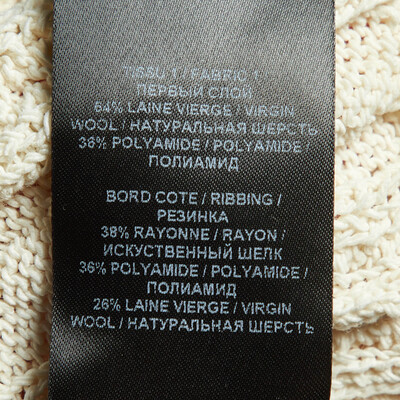 TISSU 1 / FABRIC 1
ПЕРВЫЙ СЛОЙ
64% LAINE VIERGE / VIRGIN
WOOL / НАТУРАЛЬНАЯ ШЕРСТЬ
36% POLYAMIDE / POLYAMIDE /
ПОЛИАМИД
BORD COTE / RIBBING /
РЕЗИНКА
38% RAYONNE / RAYON /
ИСКУСТВЕННЫЙ ШЕЛК
36% POLYAMIDE / POLYAMIDE /
ПОЛИАМИД
26% LAINE VIERGE / VIRGIN
WOOL / НАТУРАЛЬНАЯ ШЕРСТЬ